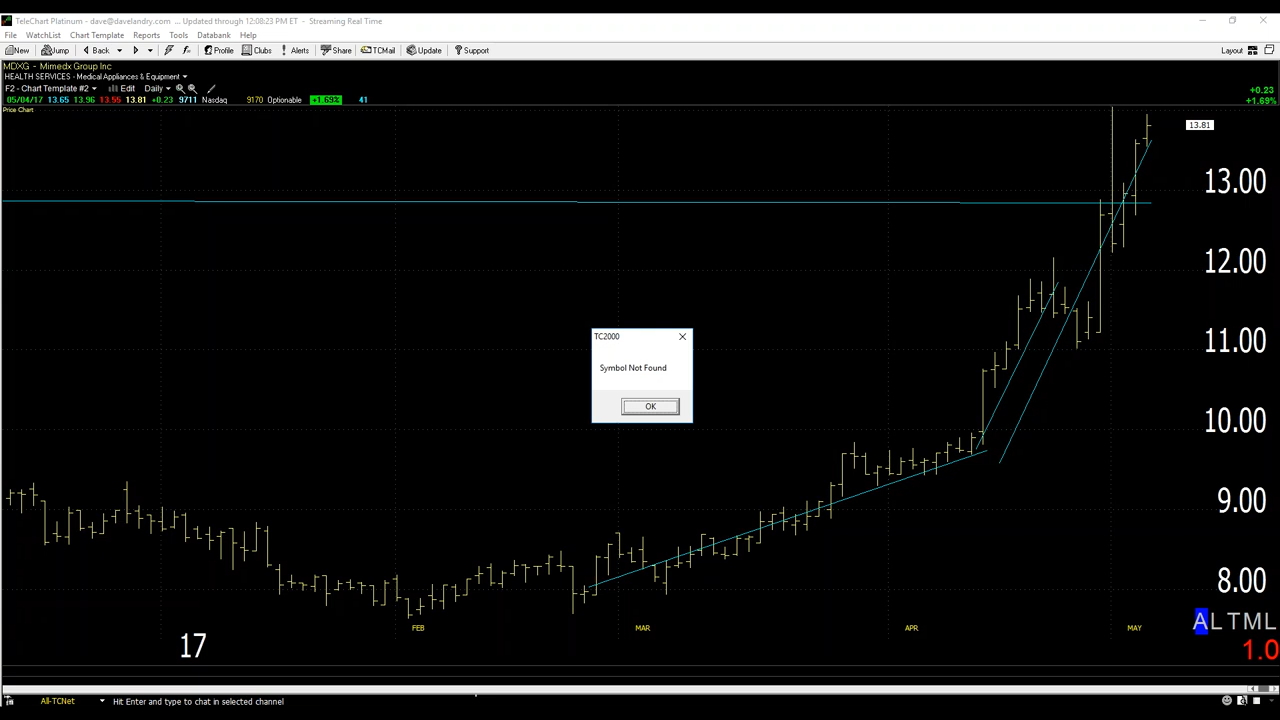 TeleChart Platinum - dave@davelandry.com ... Updated through 12:08:23 PM ET - Streaming Real Time
File WatchList Chart Template Reports Tools Databank Help
New Jump Back Profile Clubs Alerts Share TCMail Update Support Layout
MDXG - Mimedx Group Inc
HEALTH SERVICES - Medical Appliances & Equipment
F2 - Chart Template #2 Edit Daily
05/04/17 13.65 13.96 13.55 13.81 +0.23 9711 Nasdaq 9170 Optionable +1.69% 41
+0.23
+1.69%
Price Chart
13.81
13.00
12.00
11.00
10.00
9.00
8.00
TC2000
Symbol Not Found
OK
ALTML
FEB MAR APR MAY
17
1.0
All-TCNet Hit Enter and type to chat in selected channel